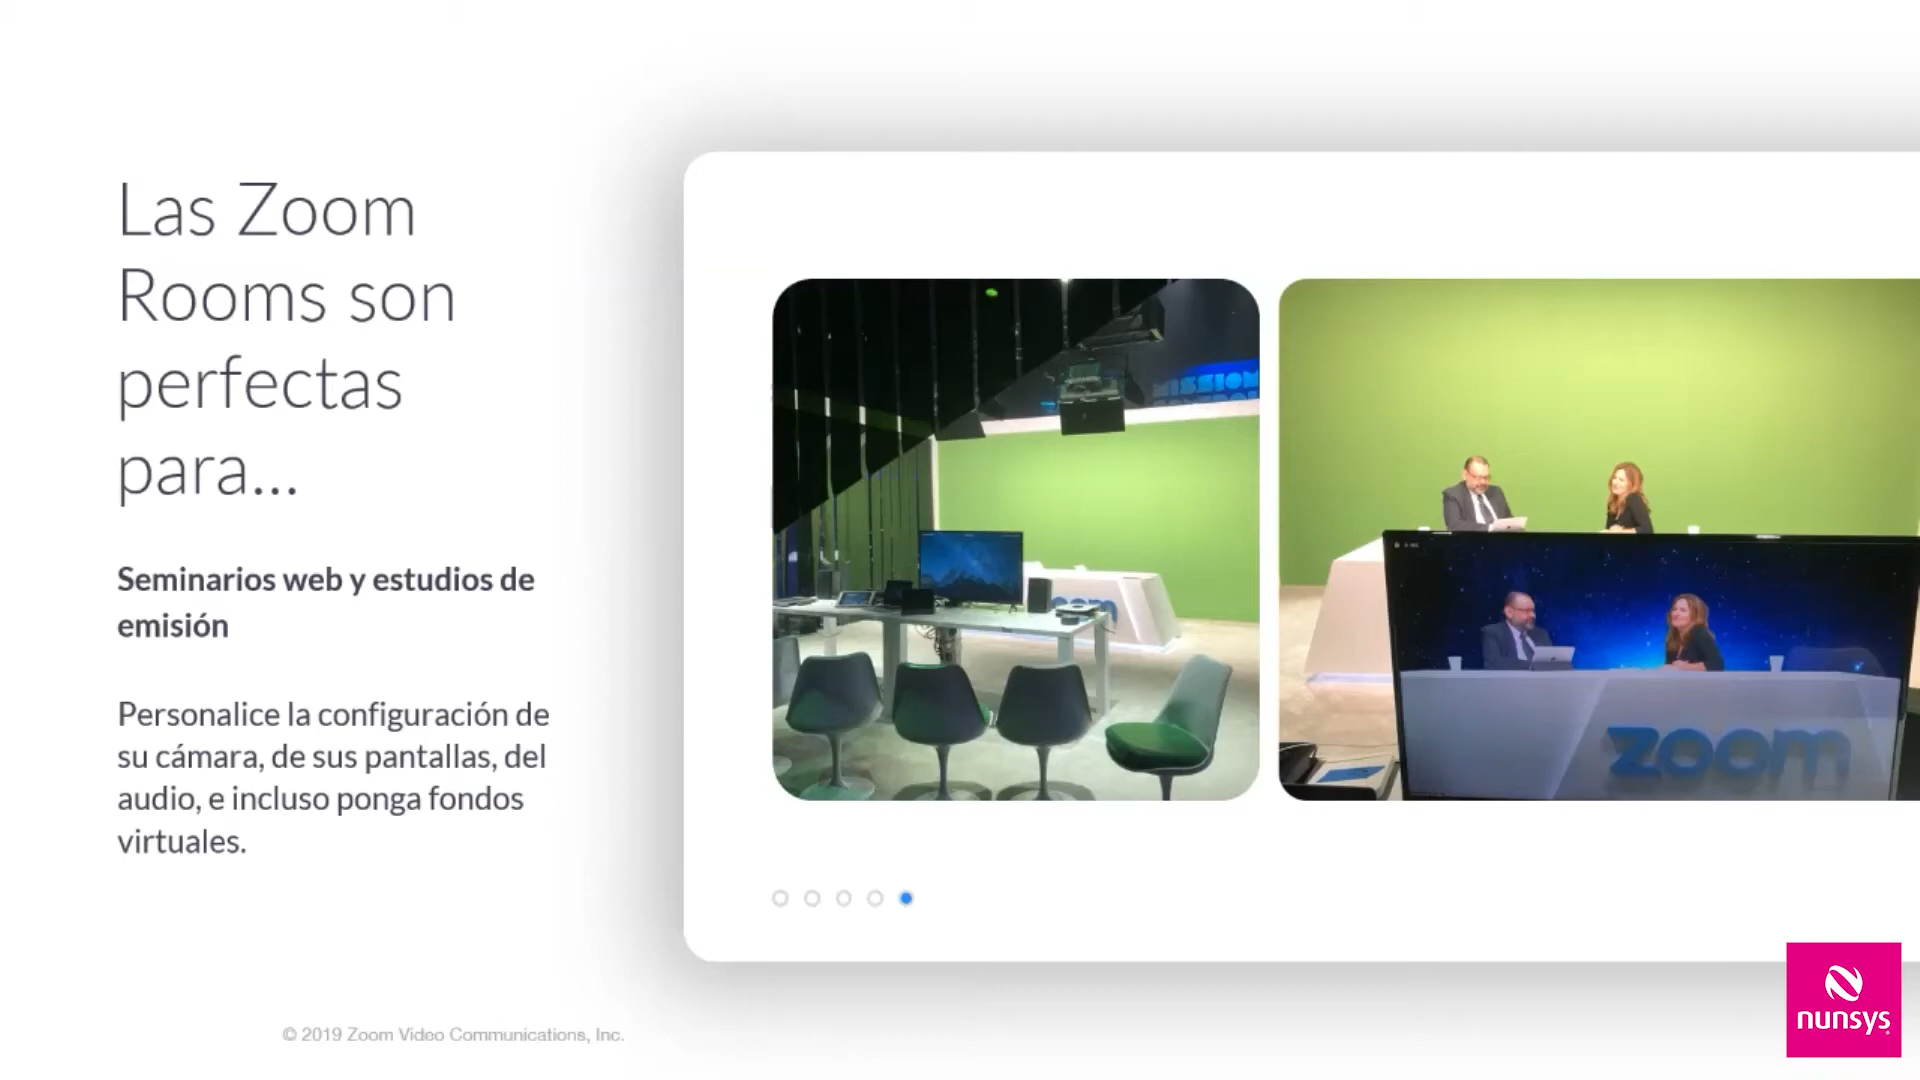 Las Zoom
Rooms son
perfectas
para...
Seminarios web y estudios de
emisión
Personalice la configuración de
su cámara, de sus pantallas, del
audio, e incluso ponga fondos
virtuales.
zoom
© 2019 Zoom Video Communications, Inc.
nunsys